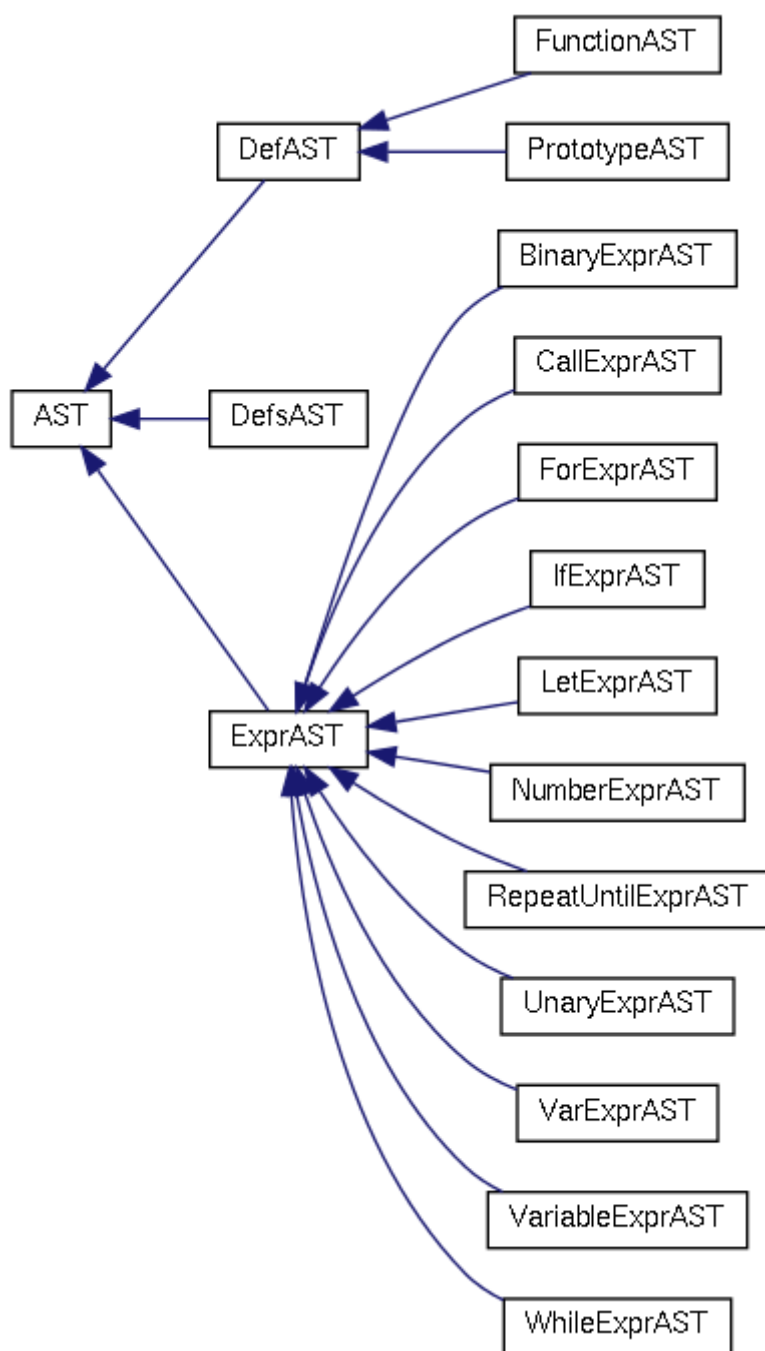 FunctionAST
DefAST
PrototypeAST
BinaryExprAST
CallExprAST
AST
DefsAST
ForExprAST
IfExprAST
LetExprAST
ExprAST
NumberExprAST
RepeatUntilExprAST
UnaryExprAST
VarExprAST
VariableExprAST
WhileExprAST